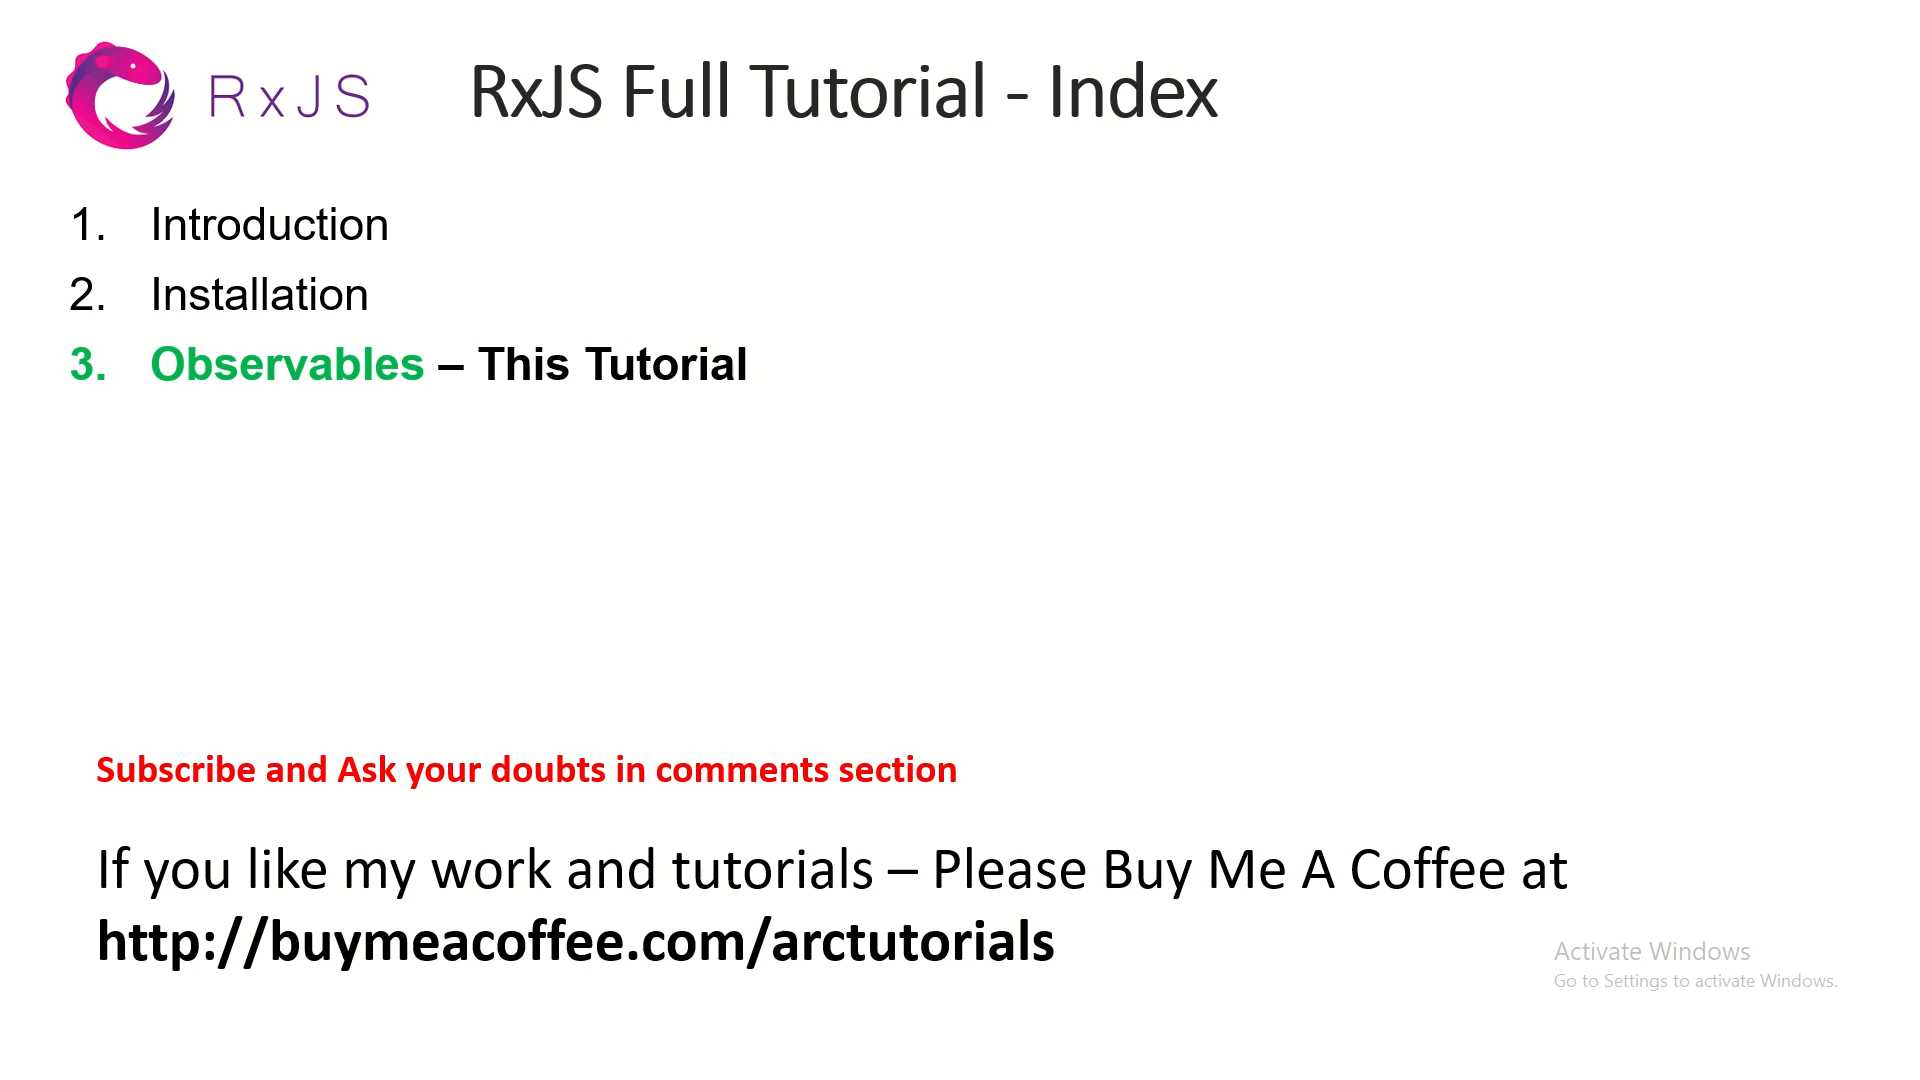 RxJS
RxJS Full Tutorial - Index
1. Introduction
2. Installation
3. Observables – This Tutorial
Subscribe and Ask your doubts in comments section
If you like my work and tutorials – Please Buy Me A Coffee at
http://buymeacoffee.com/arctutorials
Activate Windows
Go to Settings to activate Windows.